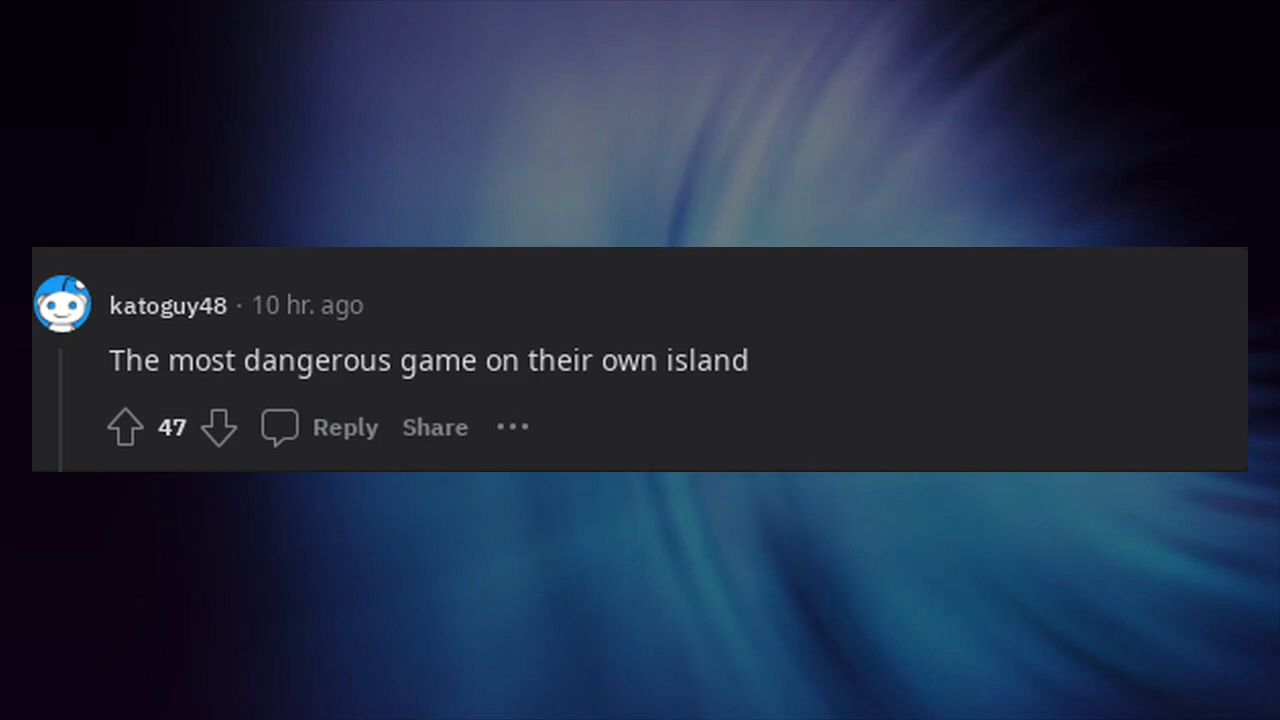 katoguy48 · 10 hr. ago
The most dangerous game on their own island
47 Reply Share ···